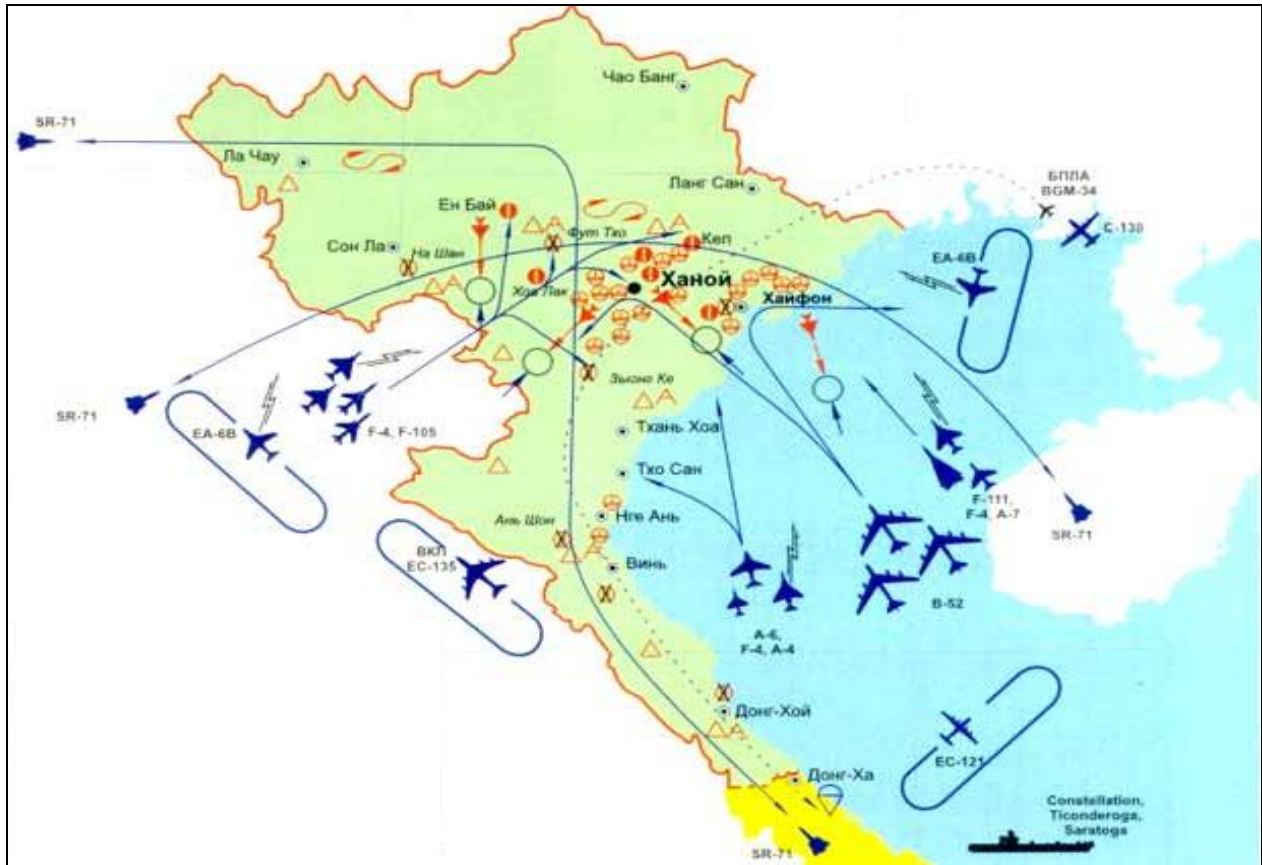 Чао Банг
SR-71
Ла Чау
БПЛА
BGM-34
Ланг Сан
С-130
Ен Бай
Фут Тхо
Кеп
Сон Ла
На Шан
EA-6B
Ханой
Хоа Лак
Хайфон
SR-71
EA-6B
F-4, F-105
Зыонг Ке
Тхань Хоа
Тхо Сан
F-111,
F-4, A-7
Ань Шон
Нге Ань
SR-71
ВКП
ЕС-135
Винь
B-52
A-6,
F-4, A-4
Донг-Хой
EC-121
Донг-Ха
Constellation,
Ticonderoga,
Saratoga
SR-71